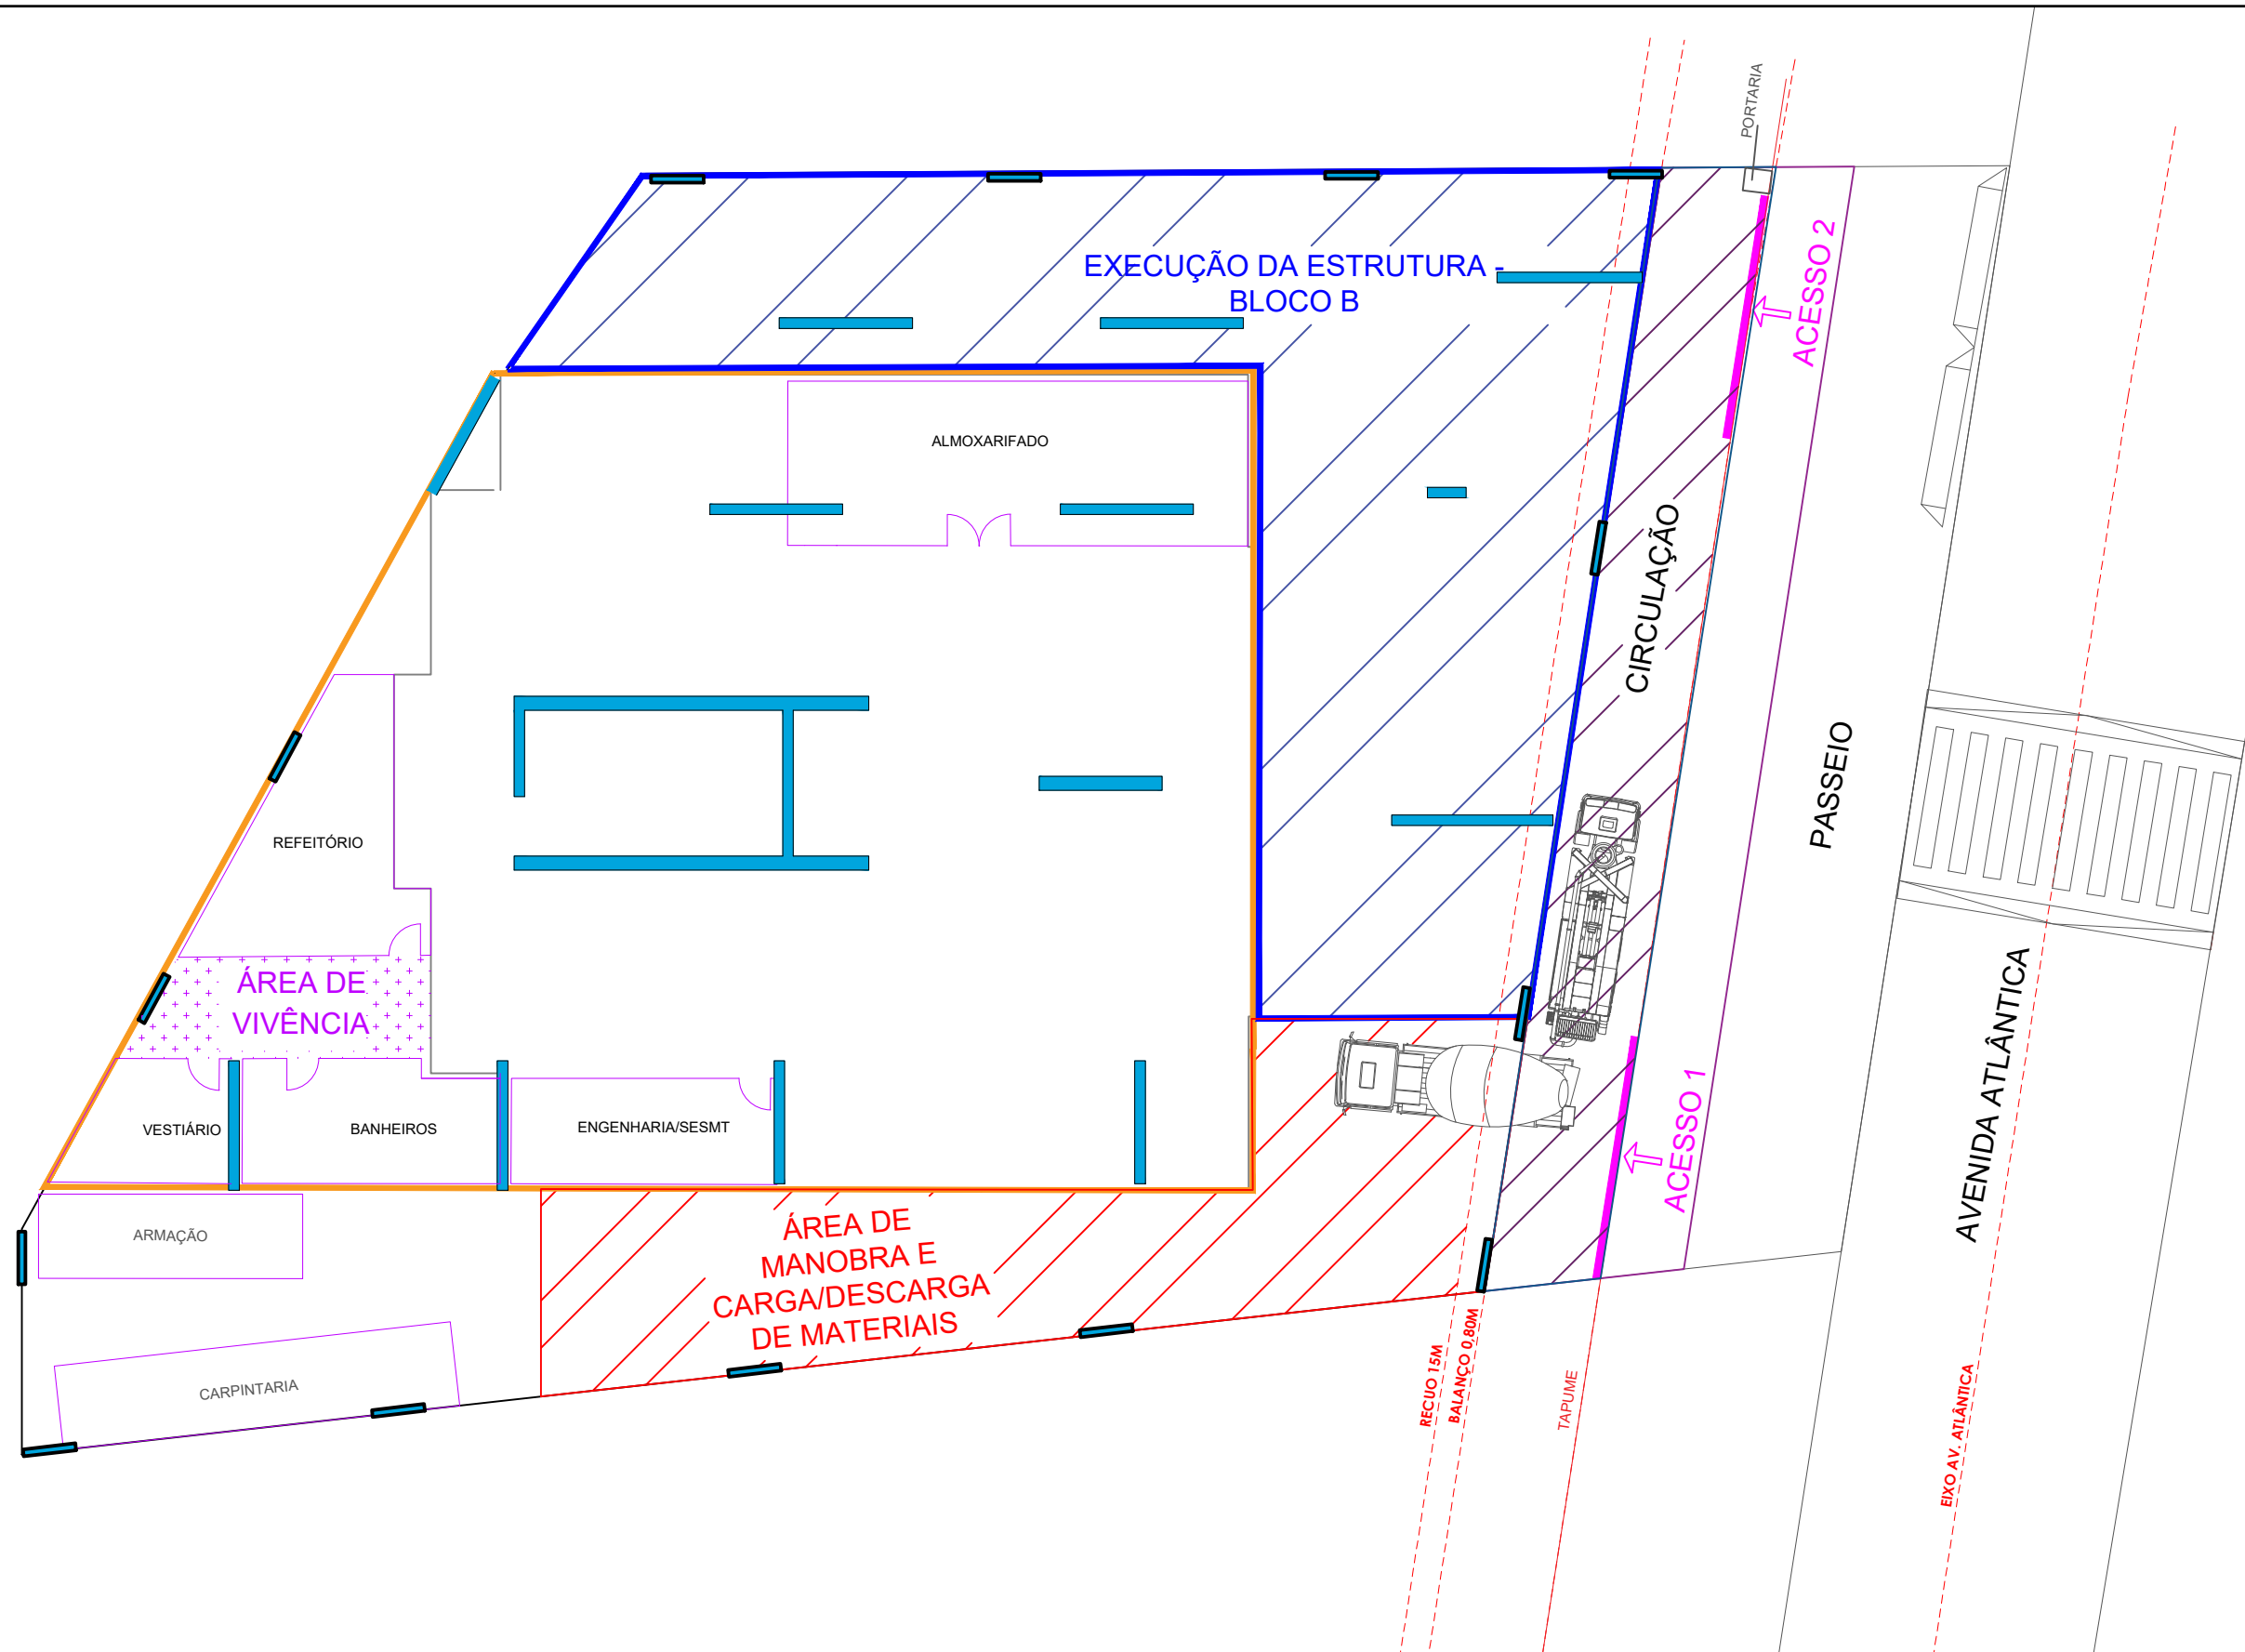 PORTARIA
ACESSO 2
EXECUÇÃO DA ESTRUTURA -
BLOCO B
ALMOXARIFADO
CIRCULAÇÃO
PASSEIO
REFEITÓRIO
ÁREA DE
VIVÊNCIA
VESTIÁRIO
BANHEIROS
ENGENHARIA/SESMT
ACESSO 1
AVENIDA ATLÂNTICA
ARMAÇÃO
ÁREA DE
MANOBRA E
CARGA/DESCARGA
DE MATERIAIS
CARPINTARIA
RECUO 15M
BALANÇO 0,80M
TAPUME
EIXO AV. ATLÂNTICA